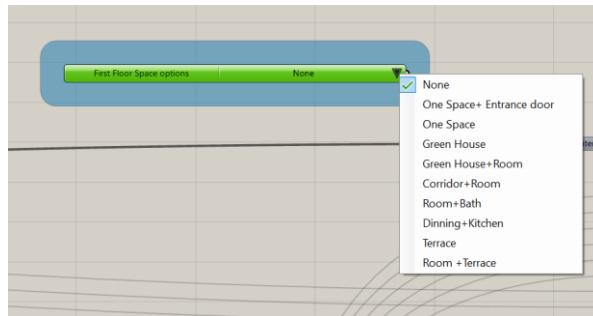 First Floor Space options None
None
One Space+ Entrance door
One Space
Green House
Green House+Room
Corridor+Room
Room+Bath
Dinning+Kitchen
Terrace
Room +Terrace